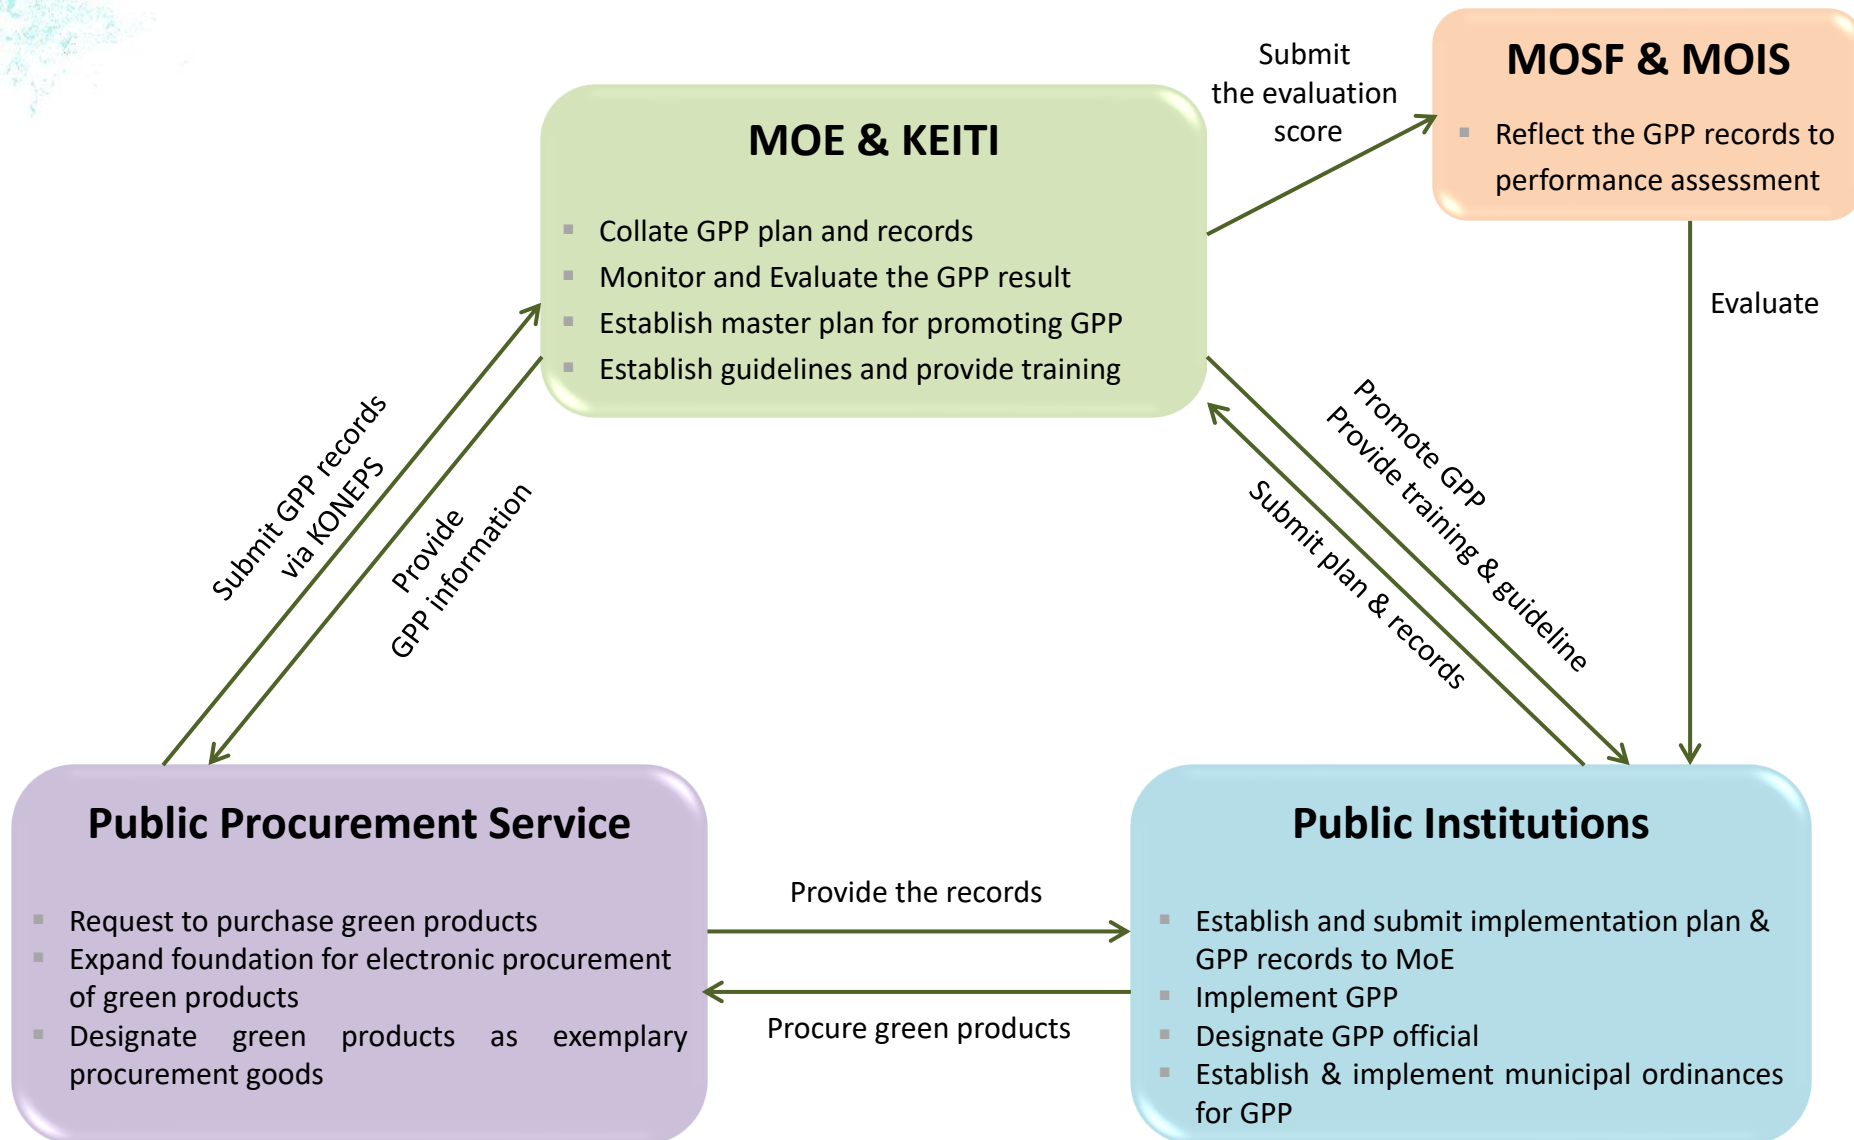 MOSF & MOIS
Reflect the GPP records to
performance assessment
Submit
the evaluation
score
MOE & KEITI
Collate GPP plan and records
Monitor and Evaluate the GPP result
Establish master plan for promoting GPP
Establish guidelines and provide training
Evaluate
Submit GPP records
via KONEPS
Provide
GPP information
Promote GPP
Provide training & guideline
Submit plan & records
Public Procurement Service
Request to purchase green products
Expand foundation for electronic procurement
of green products
Designate green products as exemplary
procurement goods
Provide the records
Procure green products
Public Institutions
Establish and submit implementation plan &
GPP records to MoE
Implement GPP
Designate GPP official
Establish & implement municipal ordinances
for GPP